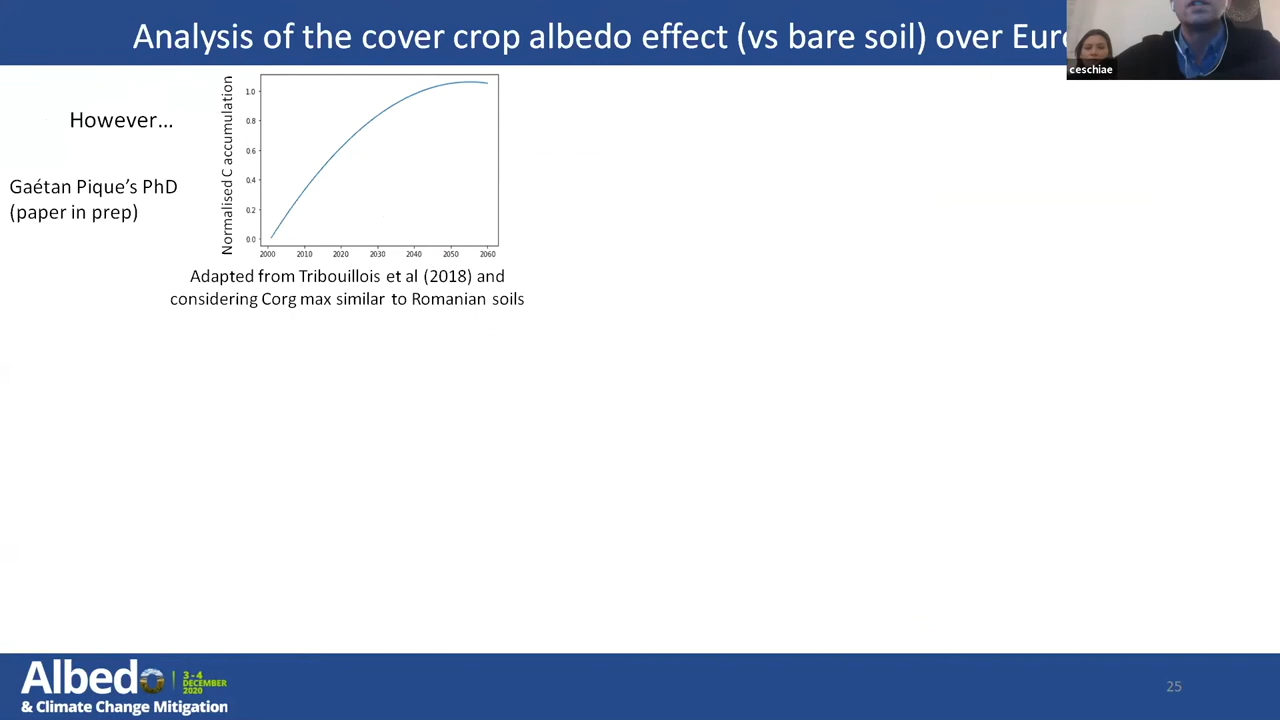 Analysis of the cover crop albedo effect (vs bare soil) over
ceschiae
However…
Gaétan Pique’s PhD
(paper in prep)
Normalised C accumulation
1.0
0.8
0.6
0.4
0.2
0.0
2000 2010 2020 2030 2040 2050 2060
Adapted from Tribouillois et al (2018) and
considering Corg max similar to Romanian soils
Albedo
3-4
DECEMBER
2020
& Climate Change Mitigation
25